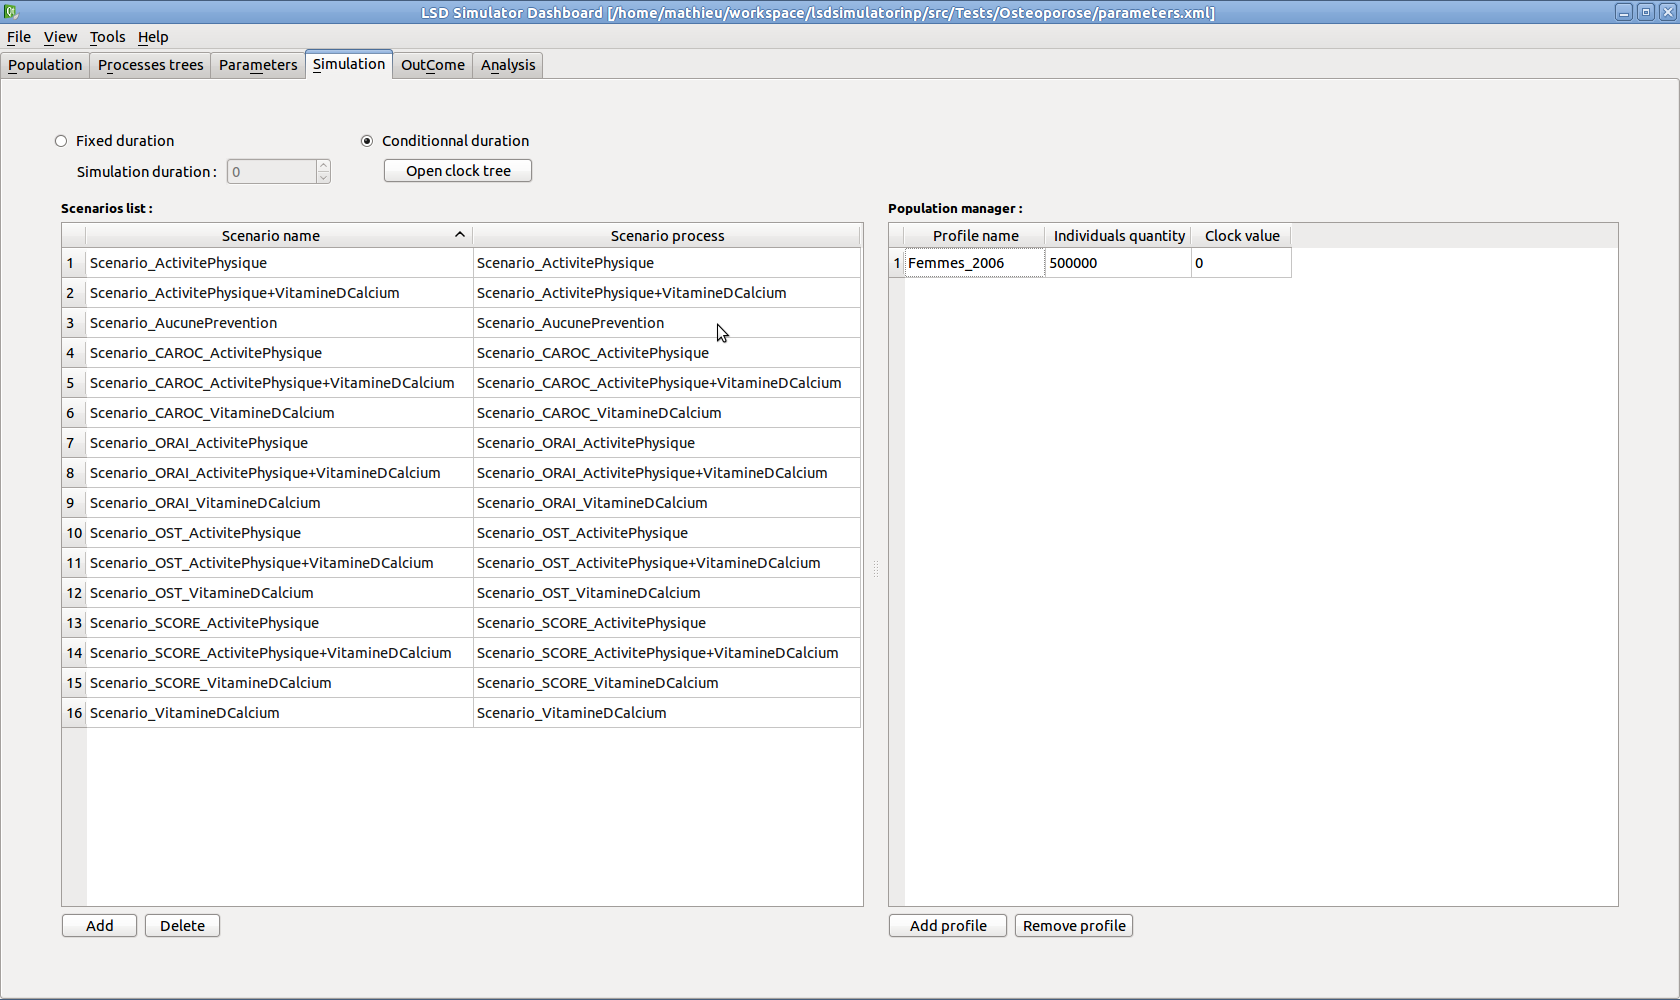 LSD Simulator Dashboard [/home/mathieu/workspace/lsdsimulatorinp/src/Tests/Osteoporose/parameters.xml]
File View Tools Help
Population Processes trees Parameters Simulation OutCome Analysis
Fixed duration Conditionnal duration
Simulation duration : 0 Open clock tree
Scenarios list : Population manager :
Scenario name Scenario process Profile name Individuals quantity Clock value
1 Scenario_ActivitePhysique Scenario_ActivitePhysique 1 Femmes_2006 500000 0
2 Scenario_ActivitePhysique+VitamineDCalcium Scenario_ActivitePhysique+VitamineDCalcium
3 Scenario_AucunePrevention Scenario_AucunePrevention
4 Scenario_CAROC_ActivitePhysique Scenario_CAROC_ActivitePhysique
5 Scenario_CAROC_ActivitePhysique+VitamineDCalcium Scenario_CAROC_ActivitePhysique+VitamineDCalcium
6 Scenario_CAROC_VitamineDCalcium Scenario_CAROC_VitamineDCalcium
7 Scenario_ORAI_ActivitePhysique Scenario_ORAI_ActivitePhysique
8 Scenario_ORAI_ActivitePhysique+VitamineDCalcium Scenario_ORAI_ActivitePhysique+VitamineDCalcium
9 Scenario_ORAI_VitamineDCalcium Scenario_ORAI_VitamineDCalcium
10 Scenario_OST_ActivitePhysique Scenario_OST_ActivitePhysique
11 Scenario_OST_ActivitePhysique+VitamineDCalcium Scenario_OST_ActivitePhysique+VitamineDCalcium
12 Scenario_OST_VitamineDCalcium Scenario_OST_VitamineDCalcium
13 Scenario_SCORE_ActivitePhysique Scenario_SCORE_ActivitePhysique
14 Scenario_SCORE_ActivitePhysique+VitamineDCalcium Scenario_SCORE_ActivitePhysique+VitamineDCalcium
15 Scenario_SCORE_VitamineDCalcium Scenario_SCORE_VitamineDCalcium
16 Scenario_VitamineDCalcium Scenario_VitamineDCalcium
Add Delete Add profile Remove profile